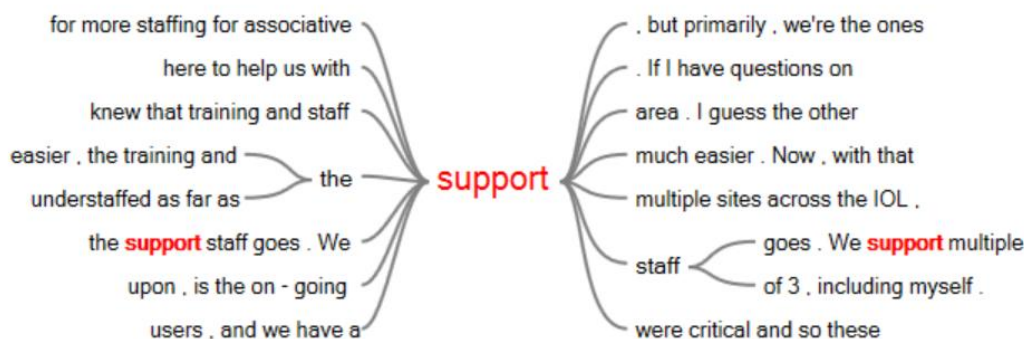 for more staffing for associative
here to help us with
knew that training and staff
easier , the training and
understaffed as far as
the
the support staff goes . We
upon , is the on - going
users , and we have a
support
, but primarily , we're the ones
. If I have questions on
area . I guess the other
much easier . Now , with that
multiple sites across the IOL ,
staff
goes . We support multiple
of 3 , including myself .
were critical and so these